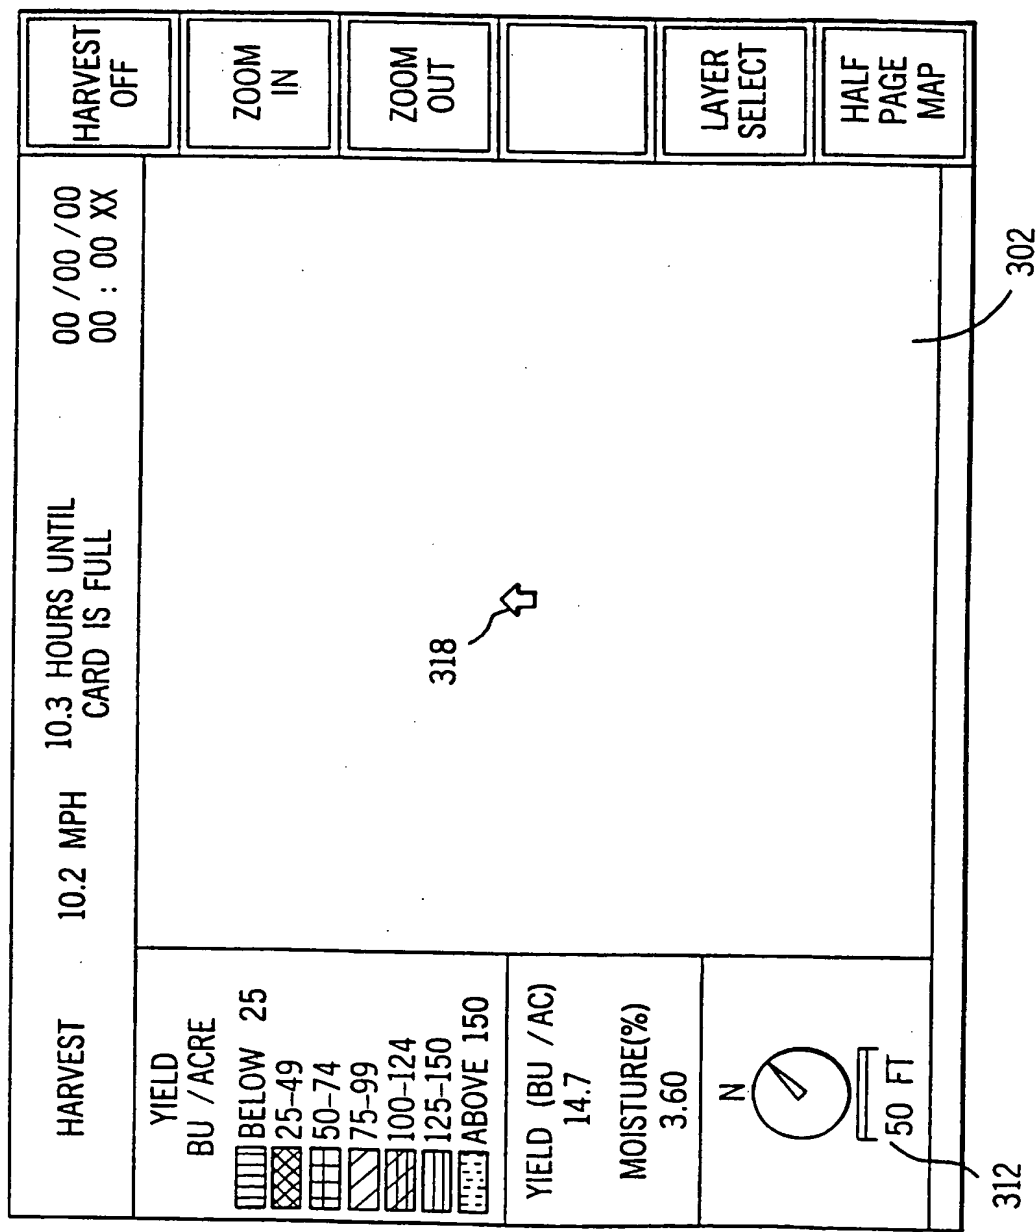 HARVEST 10.2 MPH 10.3 HOURS UNTIL 00 / 00 / 00
CARD IS FULL 00 : 00 XX
YIELD
BU / ACRE
BELOW 25
25-49
50-74
75-99
100-124
125-150
ABOVE 150
YIELD (BU / AC)
14.7
MOISTURE(%)
3.60
N
50 FT
312
318
302
HARVEST
OFF
ZOOM
IN
ZOOM
OUT
LAYER
SELECT
HALF
PAGE
MAP